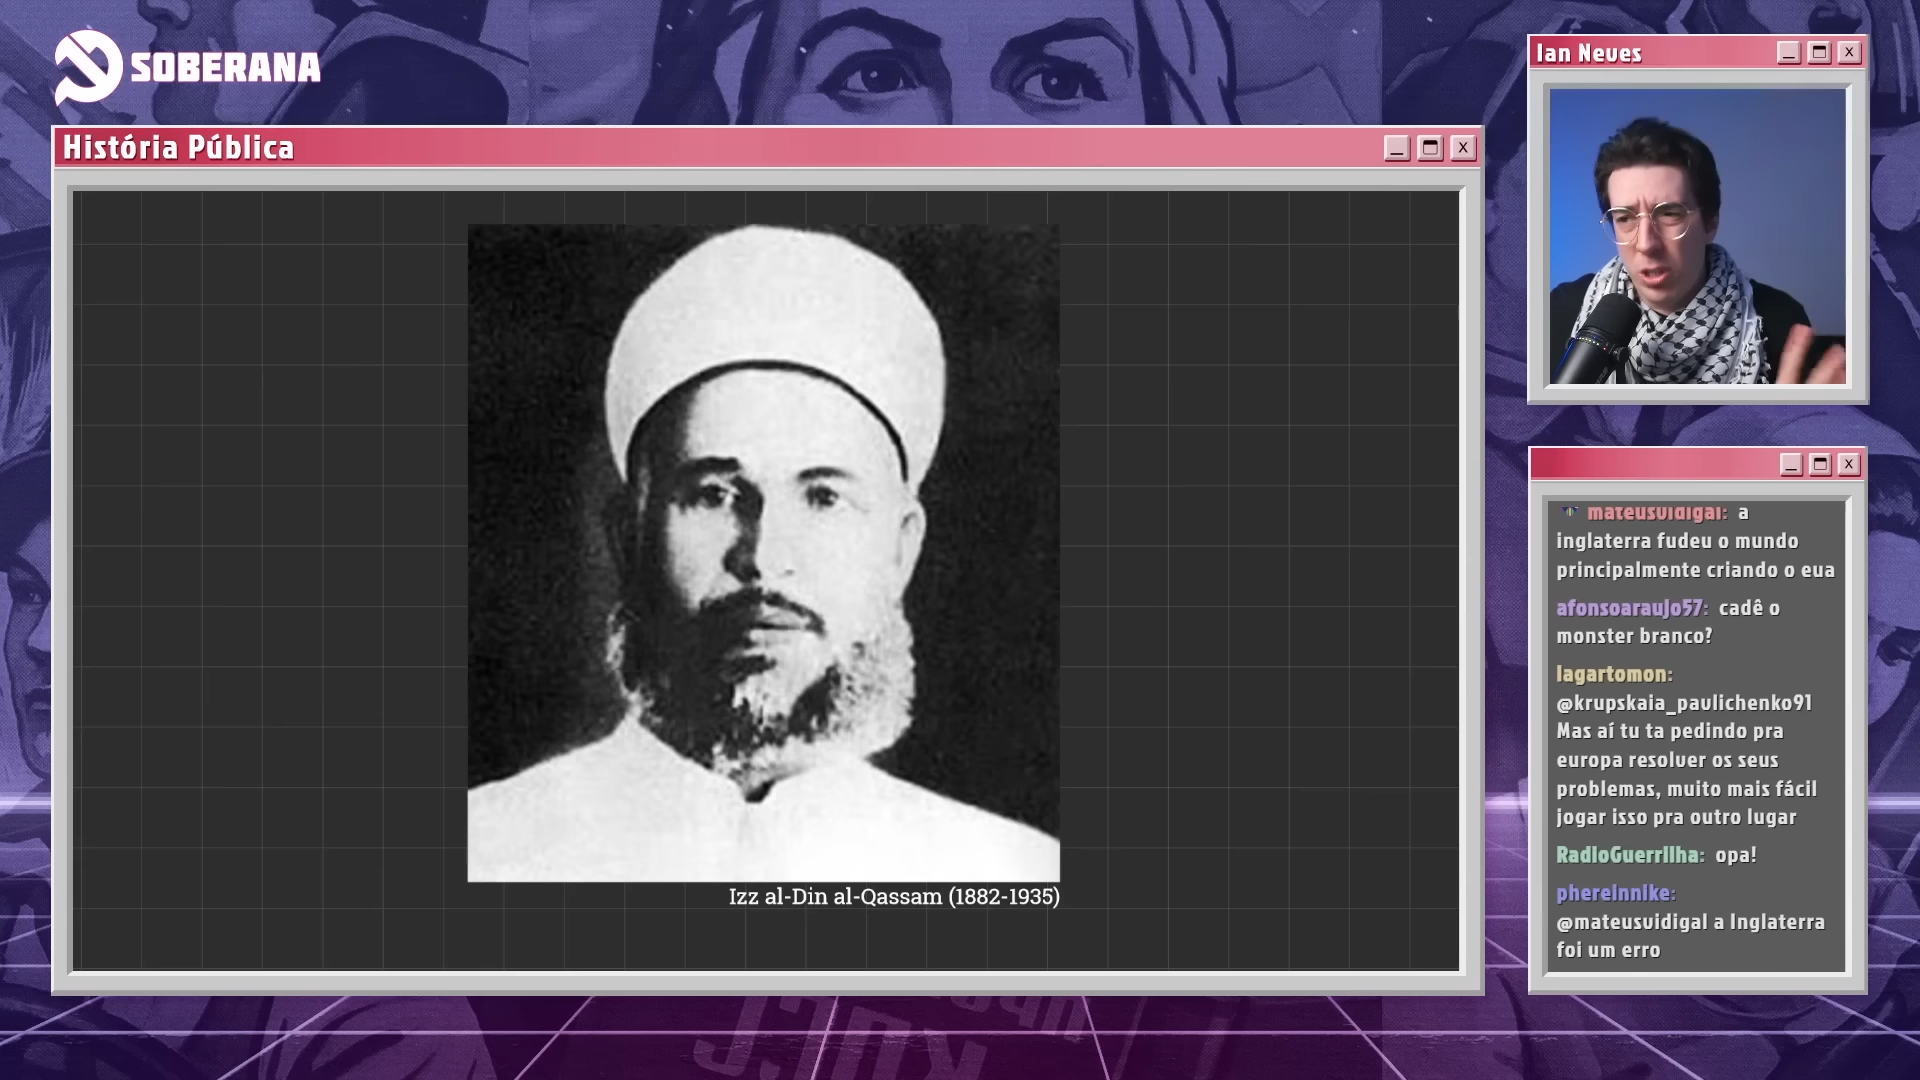 SOBERANA
História Pública
Izz al-Din al-Qassam (1882-1935)
Ian Neves
mateusvidigal: a
inglaterra fudeu o mundo
principalmente criando o eua
afonsoaraujo57: cadê o
monster branco?
lagartomon:
@krupskaia_pavlichenko91
Mas aí tu ta pedindo pra
europa resolver os seus
problemas, muito mais fácil
jogar isso pra outro lugar
RadioGuerrilha: opa!
phereinnike:
@mateusvidigal a Inglaterra
foi um erro